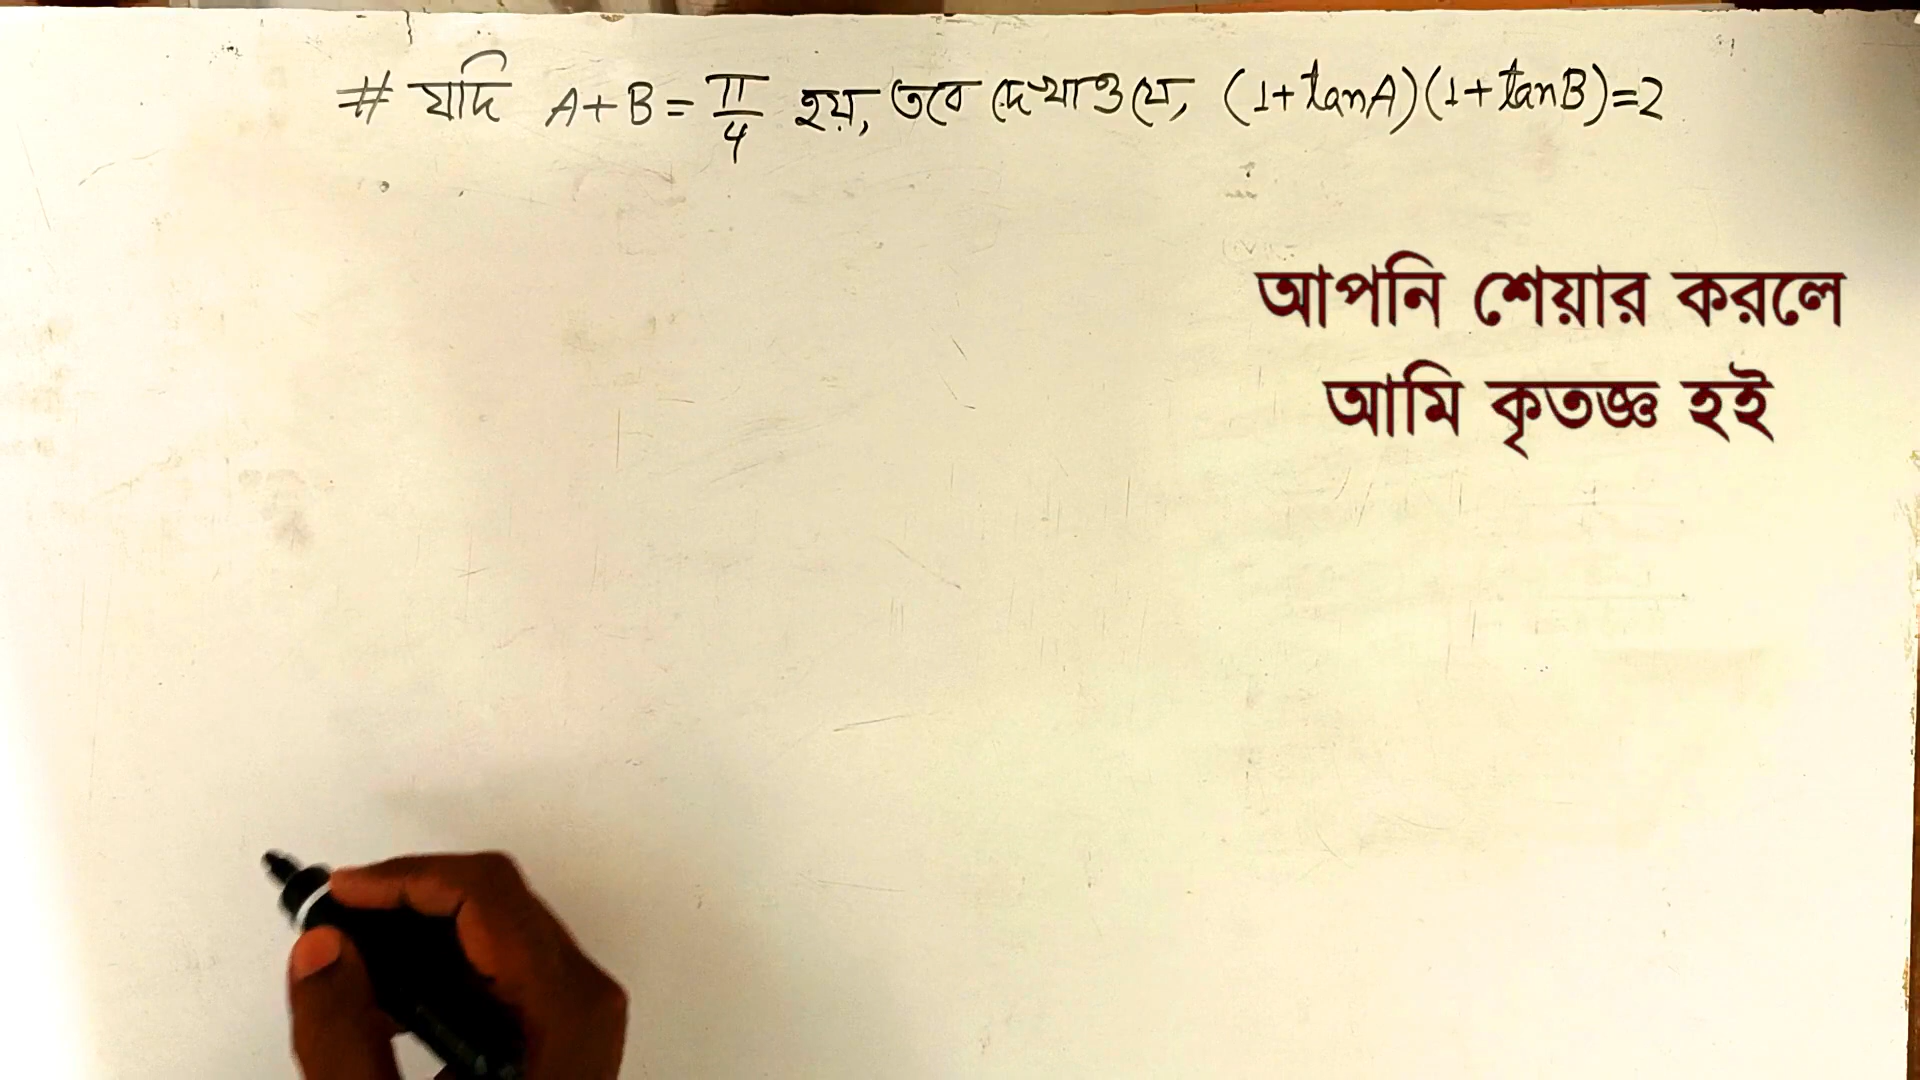 # যদি A+B = π/4 হয়, তবে দেখাও যে, (1+tanA)(1+tanB)=2
আপনি শেয়ার করলে
আমি কৃতজ্ঞ হই